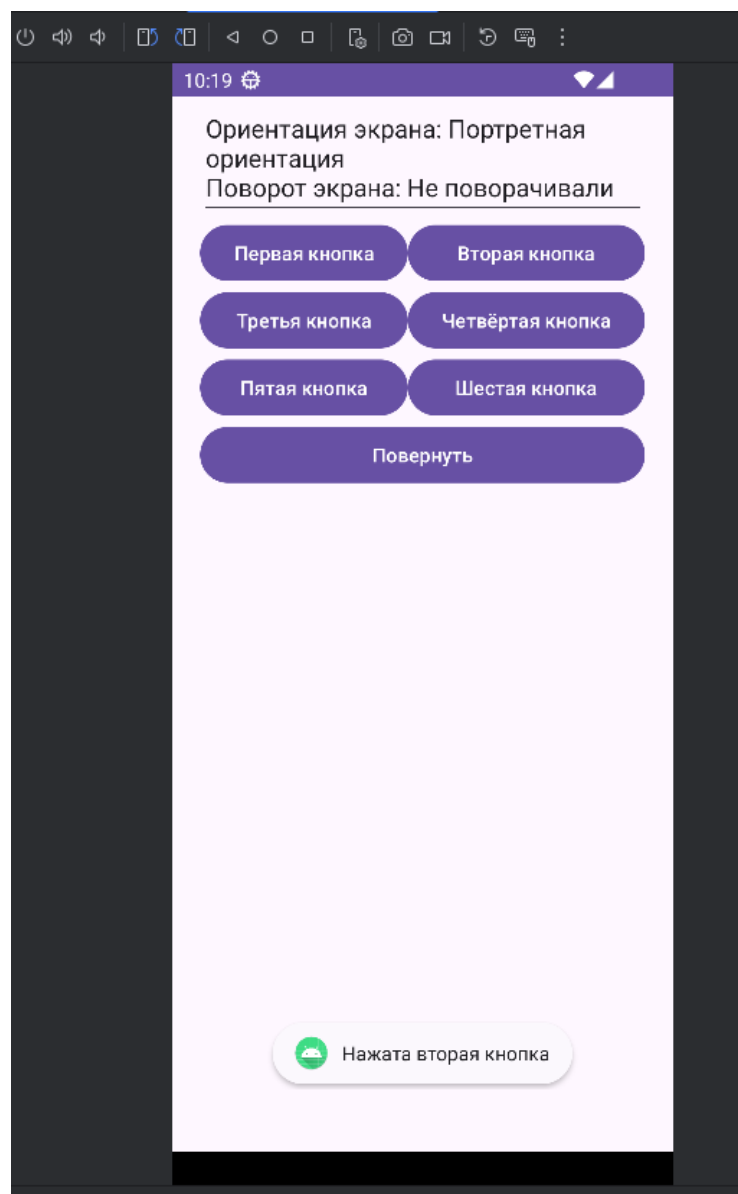 10:19
Ориентация экрана: Портретная
ориентация
Поворот экрана: Не поворачивали
Первая кнопка
Вторая кнопка
Третья кнопка
Четвёртая кнопка
Пятая кнопка
Шестая кнопка
Повернуть
Нажата вторая кнопка